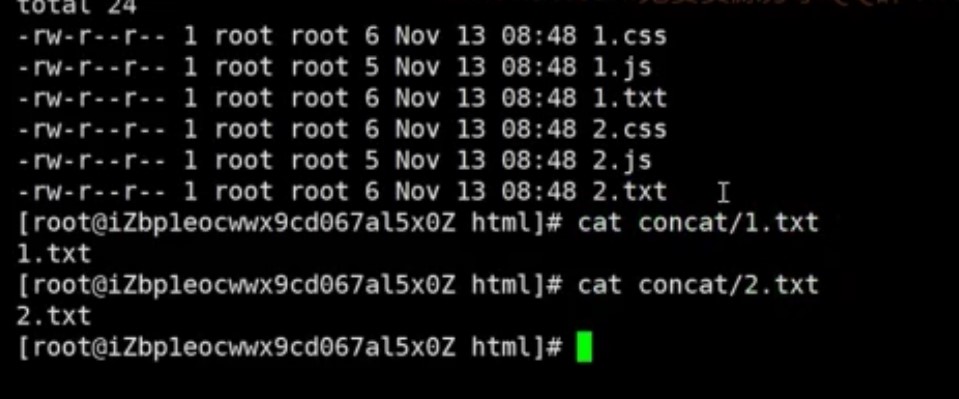 total 24
-rw-r--r-- 1 root root 6 Nov 13 08:48 1.css
-rw-r--r-- 1 root root 5 Nov 13 08:48 1.js
-rw-r--r-- 1 root root 6 Nov 13 08:48 1.txt
-rw-r--r-- 1 root root 6 Nov 13 08:48 2.css
-rw-r--r-- 1 root root 5 Nov 13 08:48 2.js
-rw-r--r-- 1 root root 6 Nov 13 08:48 2.txt
[root@iZbp1eocwwx9cd067al5x0Z html]# cat concat/1.txt
1.txt
[root@iZbp1eocwwx9cd067al5x0Z html]# cat concat/2.txt
2.txt
[root@iZbp1eocwwx9cd067al5x0Z html]#